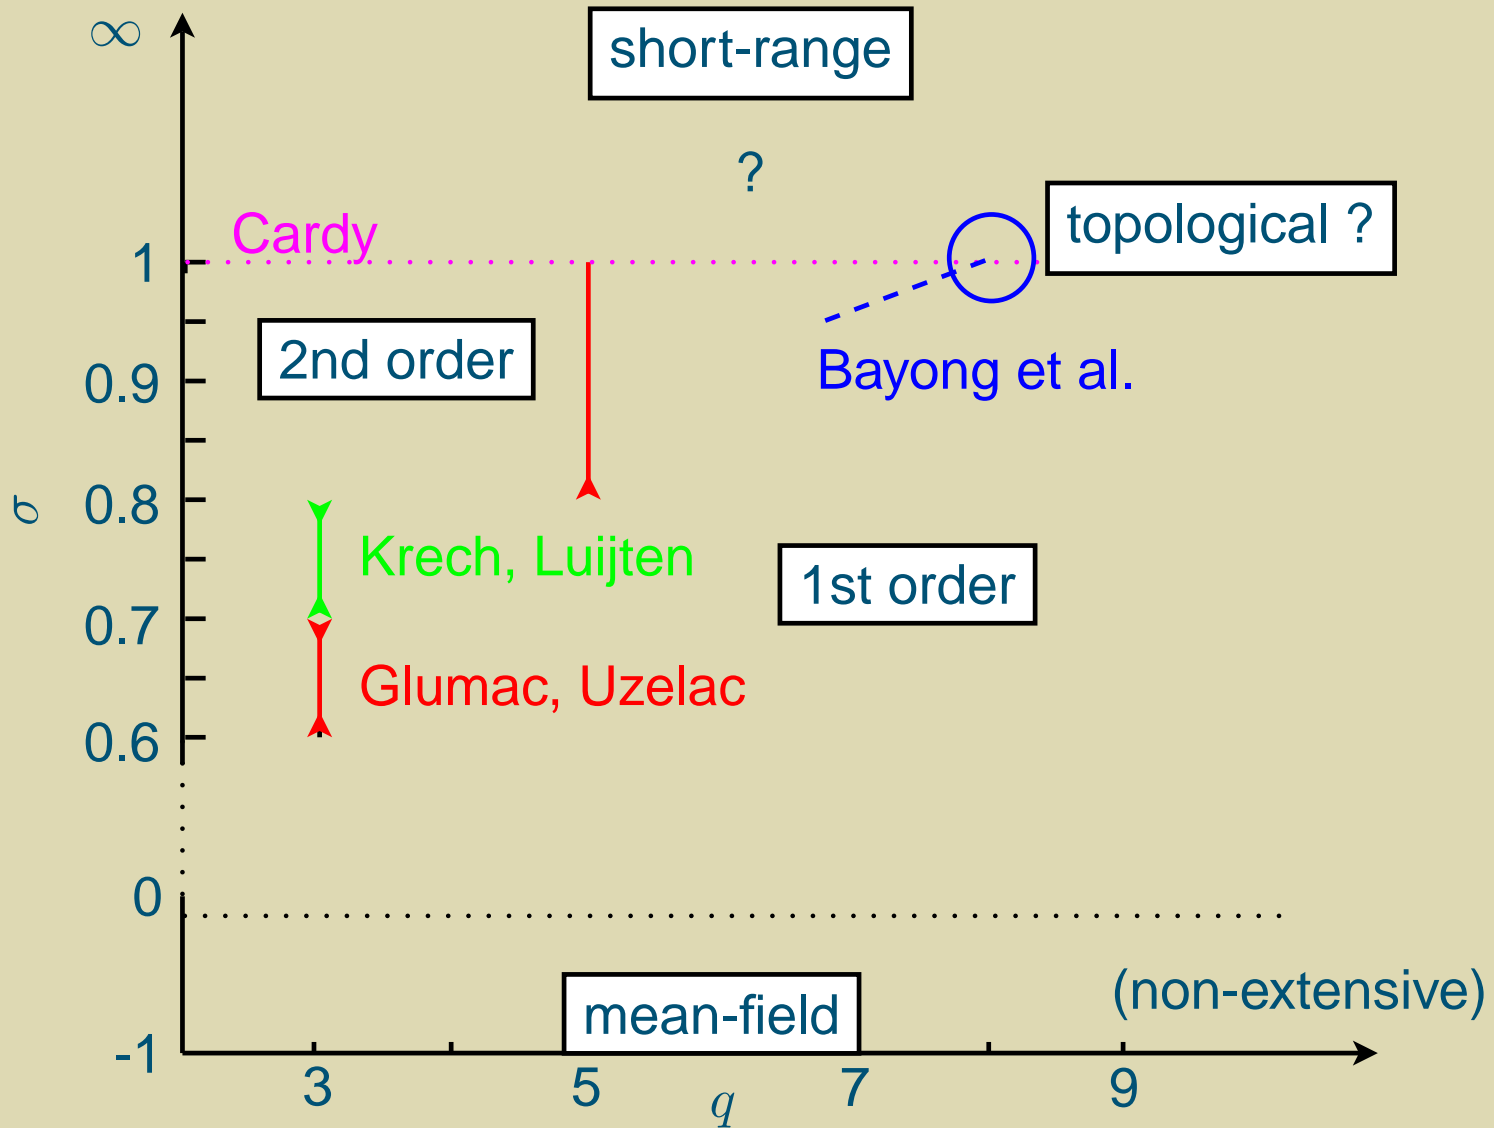 ∞
short-range
?
topological ?
Cardy
1
2nd order
Bayong et al.
0.9
σ
0.8
Krech, Luijten
1st order
0.7
Glumac, Uzelac
0.6
0
(non-extensive)
mean-field
-1
3
5
7
9
q